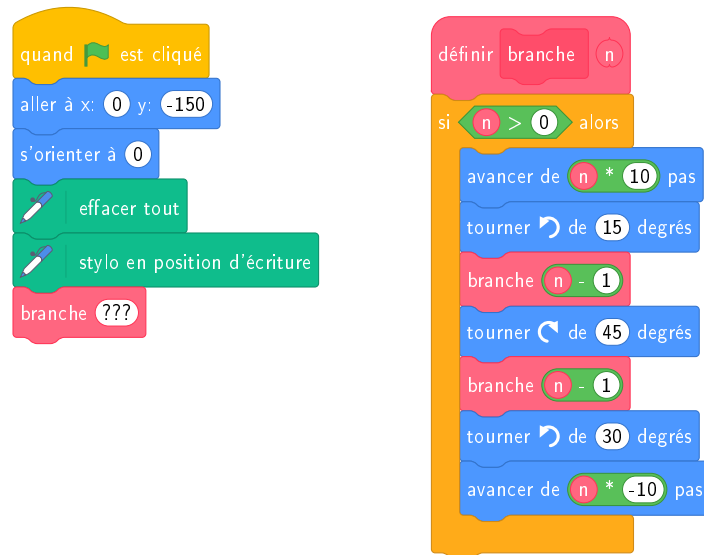 quand est cliqué
aller à x: 0 y: -150
s'orienter à 0
effacer tout
stylo en position d'écriture
branche ???
définir branche n
si n > 0 alors
avancer de n * 10 pas
tourner de 15 degrés
branche n - 1
tourner de 45 degrés
branche n - 1
tourner de 30 degrés
avancer de n * -10 pas